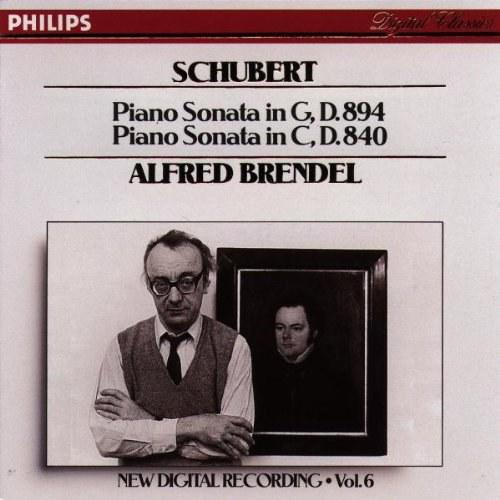 PHILIPS
Digital Classics
SCHUBERT
Piano Sonata in G, D.894
Piano Sonata in C, D.840
ALFRED BRENDEL
NEW DIGITAL RECORDING • Vol.6